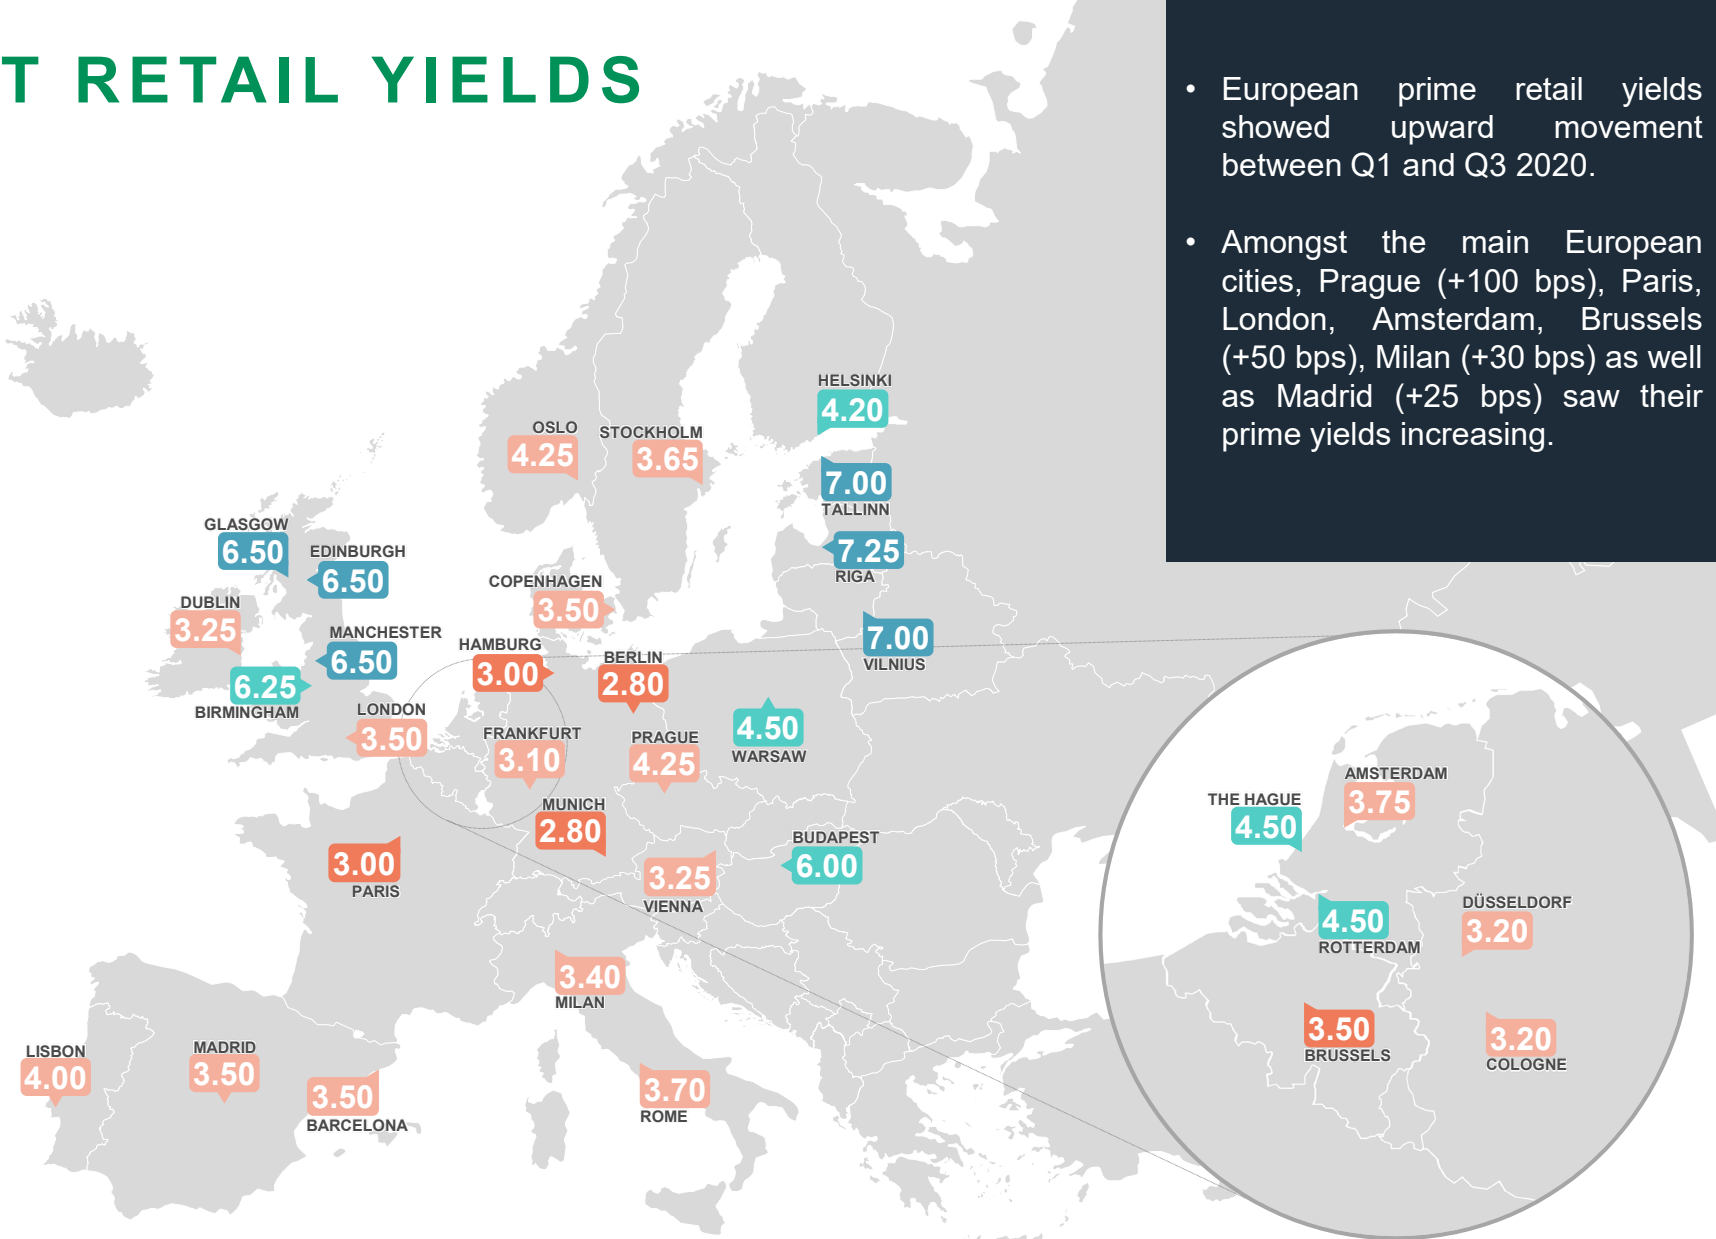 T RETAIL YIELDS
• European prime retail yields
showed upward movement
between Q1 and Q3 2020.
• Amongst the main European
cities, Prague (+100 bps), Paris,
London, Amsterdam, Brussels
(+50 bps), Milan (+30 bps) as well
as Madrid (+25 bps) saw their
prime yields increasing.
HELSINKI
4.20
OSLO
4.25
STOCKHOLM
3.65
7.00
TALLINN
GLASGOW
6.50
EDINBURGH
6.50
7.25
RIGA
COPENHAGEN
3.50
DUBLIN
3.25
MANCHESTER
6.50
HAMBURG
3.00
BERLIN
2.80
7.00
VILNIUS
6.25
BIRMINGHAM
LONDON
3.50
FRANKFURT
3.10
PRAGUE
4.25
4.50
WARSAW
MUNICH
2.80
BUDAPEST
6.00
3.00
PARIS
3.25
VIENNA
3.40
MILAN
LISBON
4.00
MADRID
3.50
3.50
BARCELONA
3.70
ROME
AMSTERDAM
3.75
THE HAGUE
4.50
4.50
ROTTERDAM
DÜSSELDORF
3.20
3.50
BRUSSELS
3.20
COLOGNE